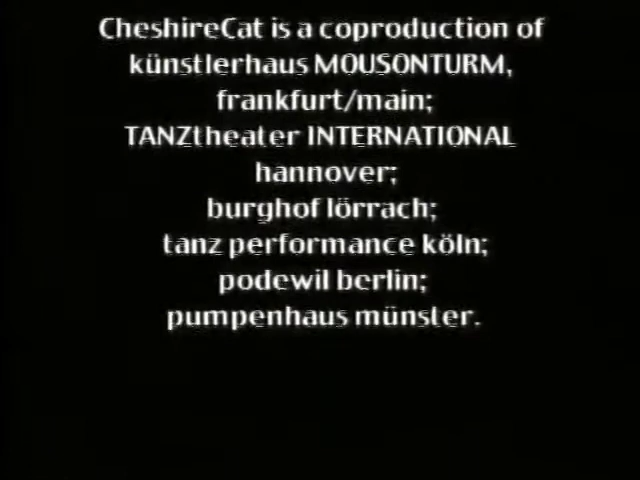 CheshireCat is a coproduction of
künstlerhaus MOUSONTURM,
frankfurt/main;
TANZtheater INTERNATIONAL
hannover;
burghof lörrach;
tanz performance köln;
podewil berlin;
pumpenhaus münster.